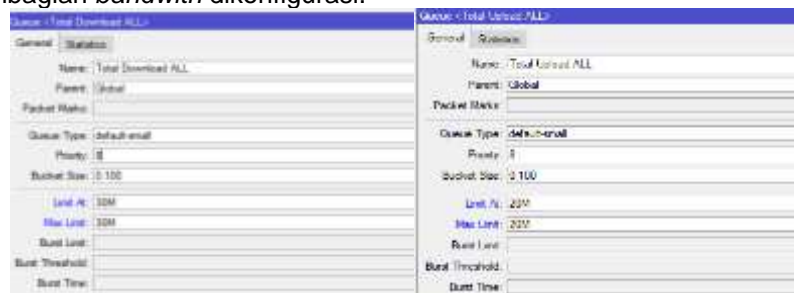 bagian bandwith dikonfigurasi.
Queue <Total Download ALL>
General Statistics
Name: Total Download ALL
Parent: Global
Packet Marks:
Queue Type: default-small
Priority: 8
Bucket Size: 0.100
Limit At: 30M
Max Limit: 30M
Burst Limit:
Burst Threshold:
Burst Time:
Queue <Total Upload ALL>
General Statistics
Name: Total Upload ALL
Parent: Global
Packet Marks:
Queue Type: default-small
Priority: 8
Bucket Size: 0.100
Limit At: 20M
Max Limit: 20M
Burst Limit:
Burst Threshold:
Burst Time: